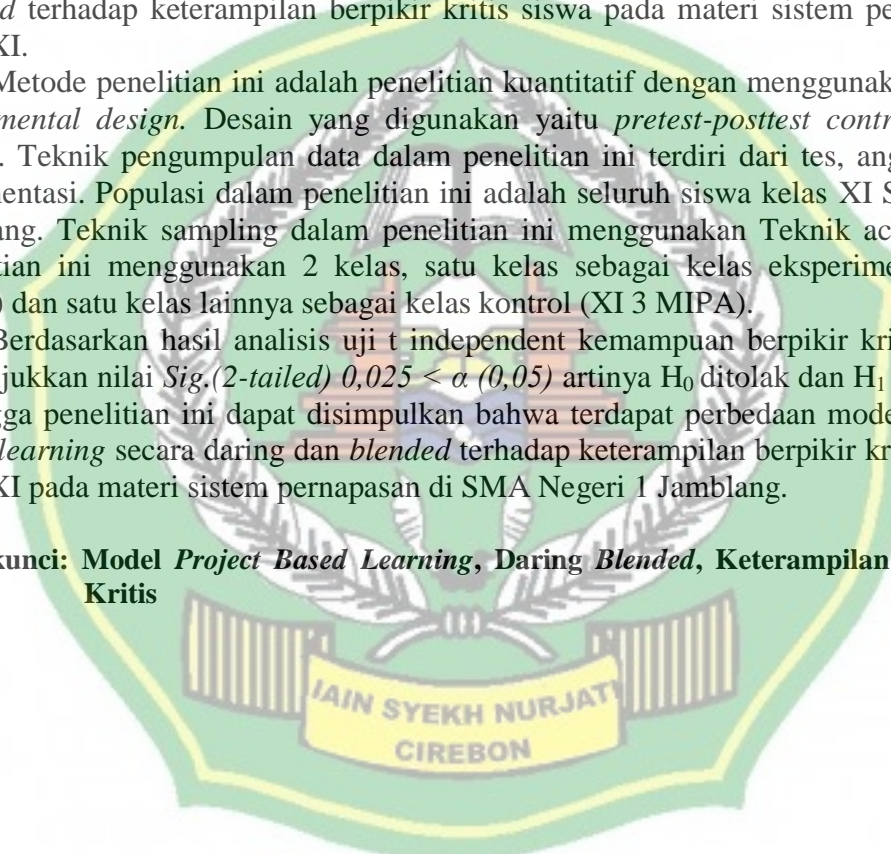 d terhadap keterampilan berpikir kritis siswa pada materi sistem pe
XI.
Metode penelitian ini adalah penelitian kuantitatif dengan menggunak
mental design. Desain yang digunakan yaitu pretest-posttest contr
. Teknik pengumpulan data dalam penelitian ini terdiri dari tes, ang
mentasi. Populasi dalam penelitian ini adalah seluruh siswa kelas XI S
ang. Teknik sampling dalam penelitian ini menggunakan Teknik ac
tian ini menggunakan 2 kelas, satu kelas sebagai kelas eksperime
) dan satu kelas lainnya sebagai kelas kontrol (XI 3 MIPA).
Berdasarkan hasil analisis uji t independent kemampuan berpikir kri
jukkan nilai Sig.(2-tailed) 0,025 < α (0,05) artinya H0 ditolak dan H1
gga penelitian ini dapat disimpulkan bahwa terdapat perbedaan mode
learning secara daring dan blended terhadap keterampilan berpikir kr
XI pada materi sistem pernapasan di SMA Negeri 1 Jamblang.
kunci: Model Project Based Learning, Daring Blended, Keterampilan
Kritis
IAIN SYEKH NURJATI
CIREBON